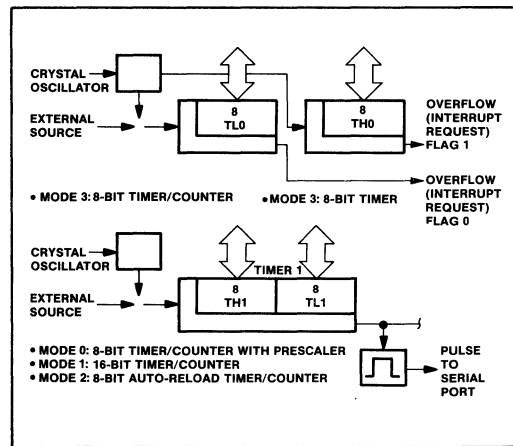 CRYSTAL
OSCILLATOR
EXTERNAL
SOURCE
8
TL0
8
TH0
OVERFLOW
(INTERRUPT
REQUEST)
FLAG 1
OVERFLOW
(INTERRUPT
REQUEST)
FLAG 0
• MODE 3: 8-BIT TIMER/COUNTER
• MODE 3: 8-BIT TIMER
CRYSTAL
OSCILLATOR
EXTERNAL
SOURCE
TIMER 1
8
TH1
8
TL1
• MODE 0: 8-BIT TIMER/COUNTER WITH PRESCALER
• MODE 1: 16-BIT TIMER/COUNTER
• MODE 2: 8-BIT AUTO-RELOAD TIMER/COUNTER
PULSE
TO
SERIAL
PORT